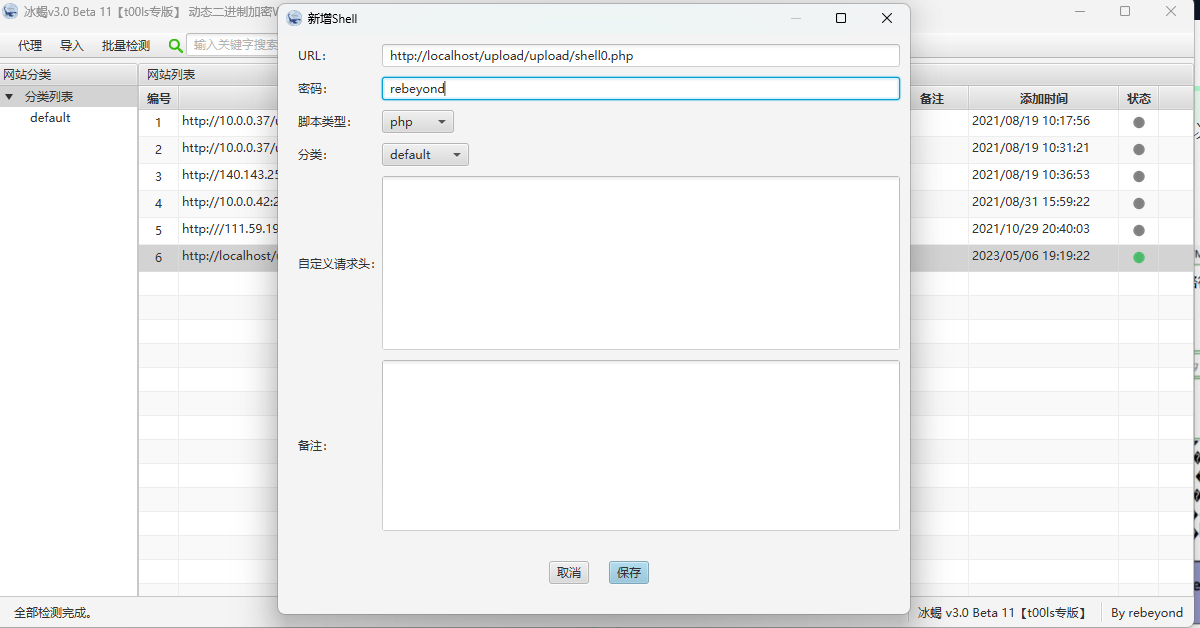 冰蝎v3.0 Beta 11【t00ls专版】 动态二进制加密
代理 导入 批量检测 输入关键字搜索
网站分类
分类列表
default
网站列表
编号 备注 添加时间 状态
1 http://10.0.0.37/ 2021/08/19 10:17:56
2 http://10.0.0.37/ 2021/08/19 10:31:21
3 http://140.143.25 2021/08/19 10:36:53
4 http://10.0.0.42:2 2021/08/31 15:59:22
5 http:///111.59.19 2021/10/29 20:40:03
6 http://localhost/ 2023/05/06 19:19:22
新增Shell
URL: http://localhost/upload/upload/shell0.php
密码: rebeyond
脚本类型: php
分类: default
自定义请求头:
备注:
取消 保存
全部检测完成。
冰蝎 v3.0 Beta 11【t00ls专版】 By rebeyond